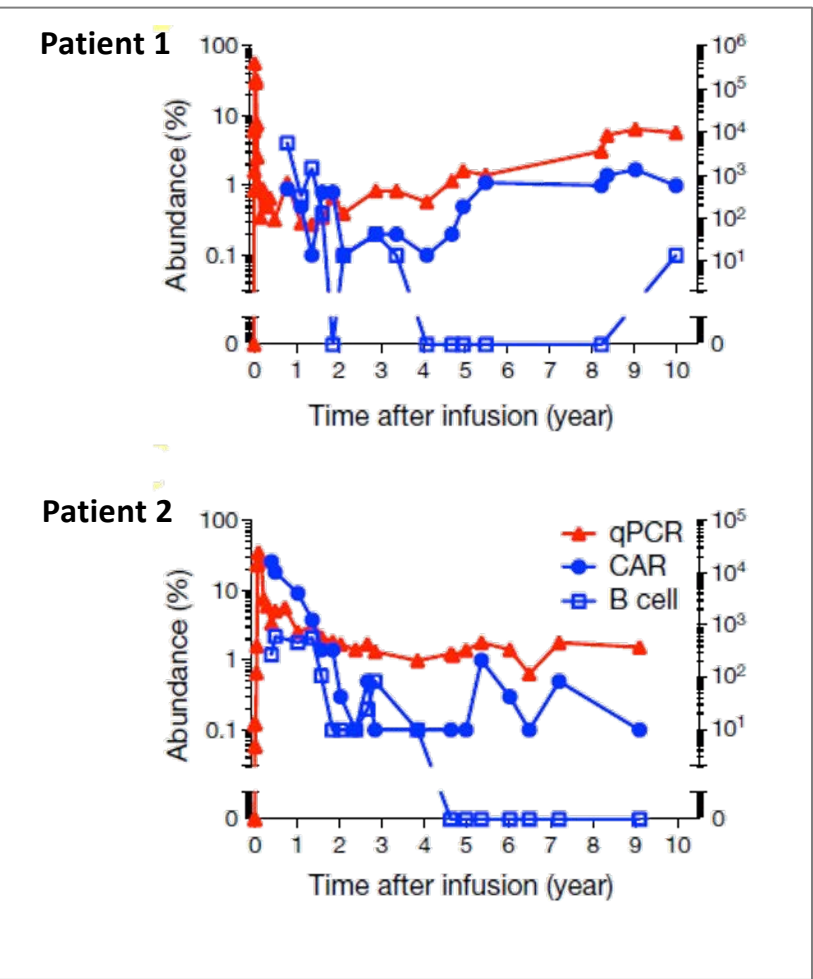 Patient 1
Abundance (%)
100
10
1
0.1
0
10⁶
10⁵
10⁴
10³
10²
10¹
0
0 1 2 3 4 5 6 7 8 9 10
Time after infusion (year)
Patient 2
Abundance (%)
100
10
1
0.1
0
qPCR
CAR
B cell
10⁵
10⁴
10³
10²
10¹
0
0 1 2 3 4 5 6 7 8 9 10
Time after infusion (year)